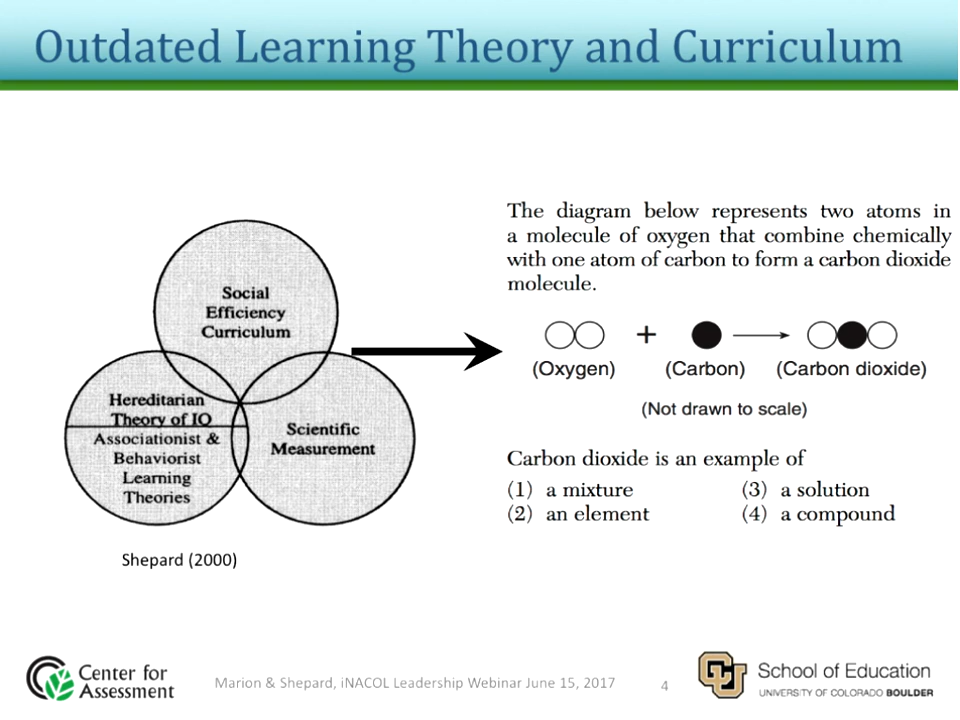 Outdated Learning Theory and Curriculum
Social
Efficiency
Curriculum
Hereditarian
Theory of IQ
Associationist &
Behaviorist
Learning
Theories
Scientific
Measurement
Shepard (2000)
The diagram below represents two atoms in
a molecule of oxygen that combine chemically
with one atom of carbon to form a carbon dioxide
molecule.
+
(Oxygen) (Carbon) (Carbon dioxide)
(Not drawn to scale)
Carbon dioxide is an example of
(1) a mixture (3) a solution
(2) an element (4) a compound
Center for
Assessment
Marion & Shepard, iNACOL Leadership Webinar June 15, 2017
4
CU
School of Education
UNIVERSITY OF COLORADO BOULDER